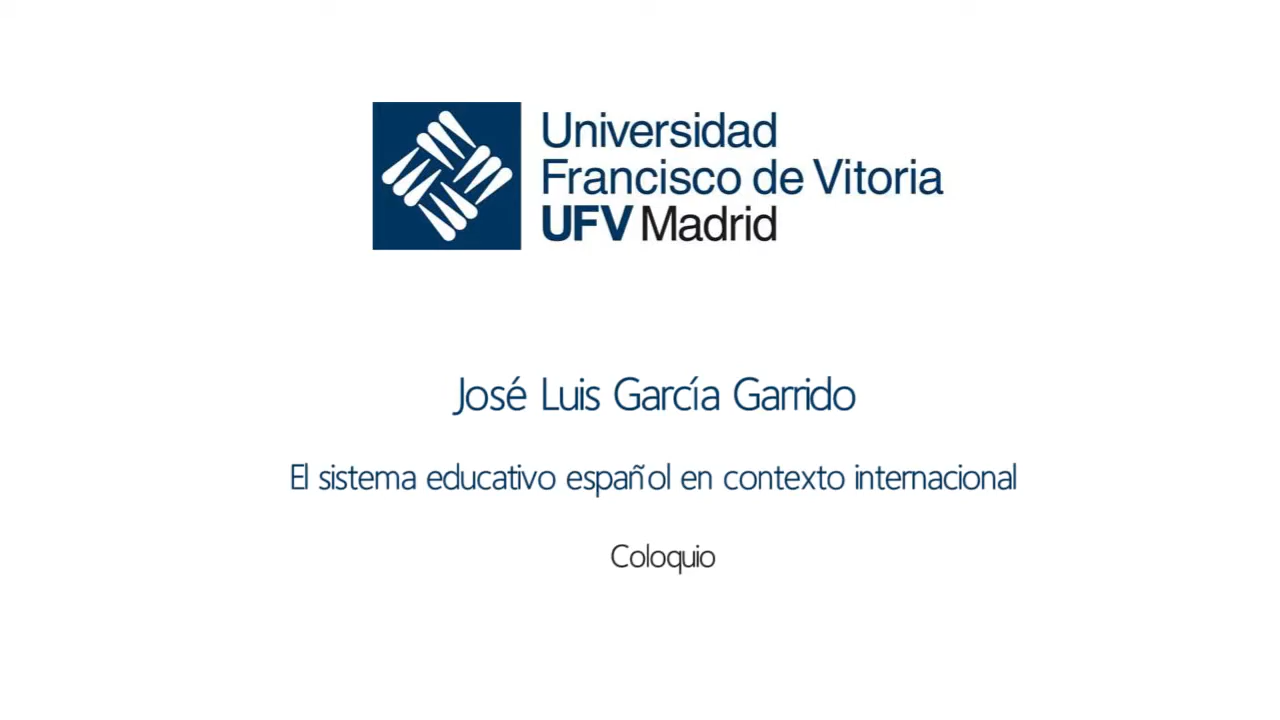 Universidad
Francisco de Vitoria
UFV Madrid
José Luis García Garrido
El sistema educativo español en contexto internacional
Coloquio